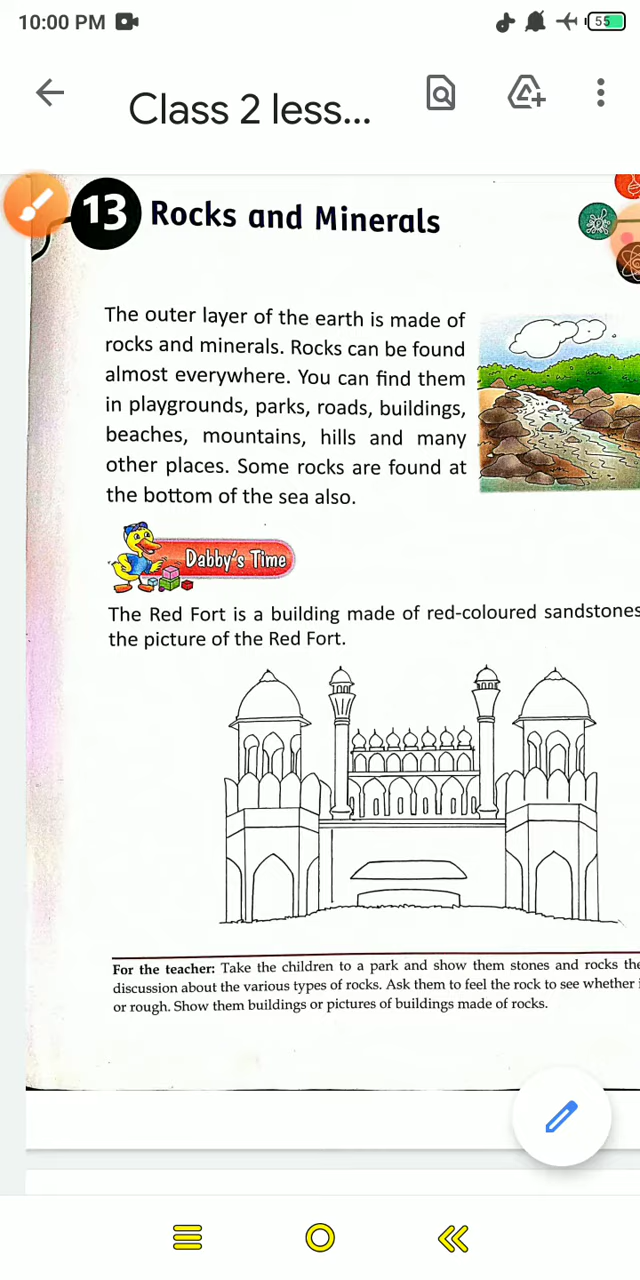 10:00 PM
55
Class 2 less...
13 Rocks and Minerals
The outer layer of the earth is made of
rocks and minerals. Rocks can be found
almost everywhere. You can find them
in playgrounds, parks, roads, buildings,
beaches, mountains, hills and many
other places. Some rocks are found at
the bottom of the sea also.
Dabby's Time
The Red Fort is a building made of red-coloured sandstones
the picture of the Red Fort.
For the teacher: Take the children to a park and show them stones and rocks the
discussion about the various types of rocks. Ask them to feel the rock to see whether i
or rough. Show them buildings or pictures of buildings made of rocks.